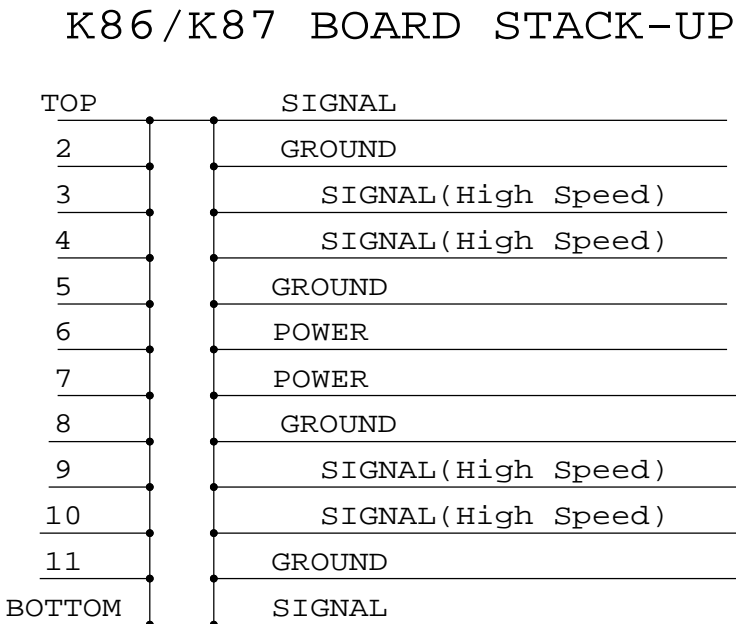 K86/K87 BOARD STACK-UP
TOP SIGNAL
2 GROUND
3 SIGNAL(High Speed)
4 SIGNAL(High Speed)
5 GROUND
6 POWER
7 POWER
8 GROUND
9 SIGNAL(High Speed)
10 SIGNAL(High Speed)
11 GROUND
BOTTOM SIGNAL